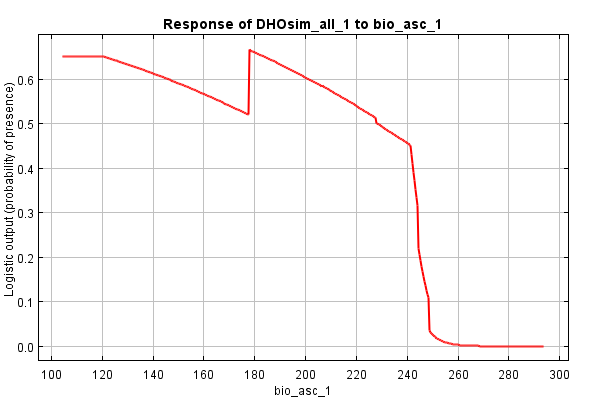 Response of DHOsim_all_1 to bio_asc_1
Logistic output (probability of presence)
0.6
0.5
0.4
0.3
0.2
0.1
0.0
100 120 140 160 180 200 220 240 260 280 300
bio_asc_1